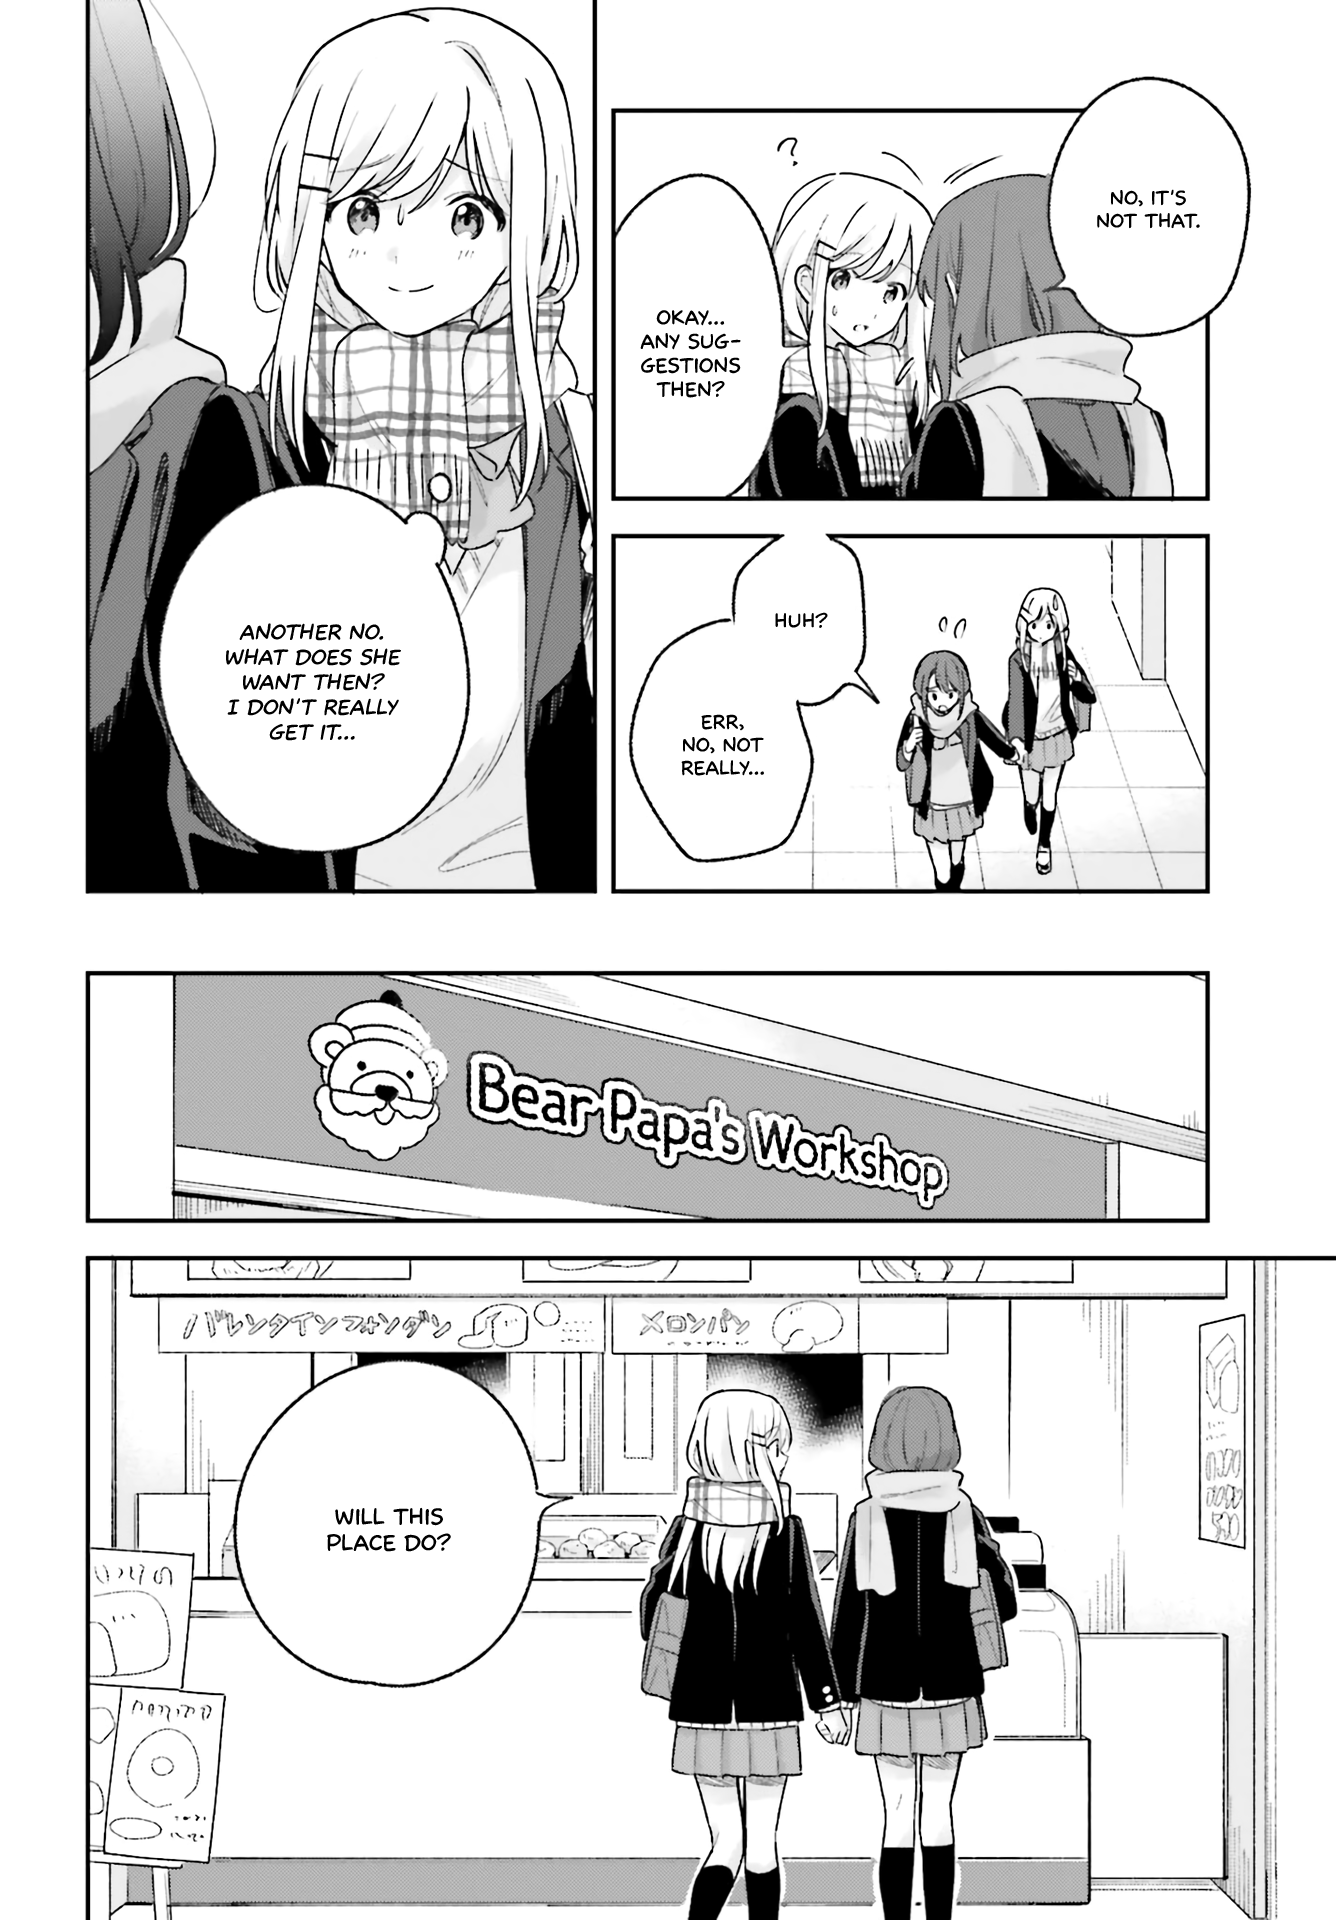 NO, IT'S
NOT THAT.
OKAY...
ANY SUG-
GESTIONS
THEN?
HUH?
ERR,
NO, NOT
REALLY...
ANOTHER NO.
WHAT DOES SHE
WANT THEN?
I DON'T REALLY
GET IT...
Bear Papa's Workshop
バレンタインフォンダン
メロンパン
WILL THIS
PLACE DO?